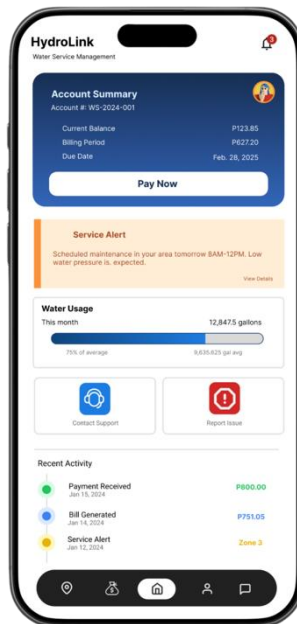 HydroLink
3
Water Service Management
Account Summary
Account #: WS-2024-001
Current Balance P123.85
Billing Period P627.20
Due Date Feb. 28, 2025
Pay Now
Service Alert
Scheduled maintenance in your area tomorrow 8AM-12PM. Low
water pressure is. expected.
View Details
Water Usage
This month 12,847.5 gallons
75% of average 9,635.625 gal avg
Contact Support Report Issue
Recent Activity
Payment Received P600.00
Jan 15, 2024
Bill Generated P751.05
Jan 14, 2024
Service Alert Zone 3
Jan 12, 2024